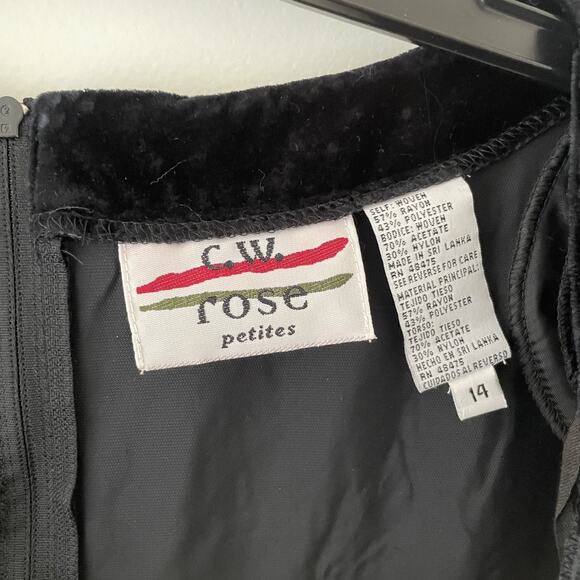 c.w.
rose
petites
SELF: WOVEN
57% RAYON
43% POLYESTER
BODICE: WOVEN
70% ACETATE
30% NYLON
MADE IN SRI LANKA
RN 48475
SEE REVERSE FOR CARE
MATERIAL PRINCIPAL:
TEJIDO TIESO
57% RAYON
43% POLYESTER
TORSO:
TEJIDO TIESO
70% ACETATE
30% NYLON
HECHO EN SRI LANKA
RN 48475
CUIDADOS AL REVERSO
14